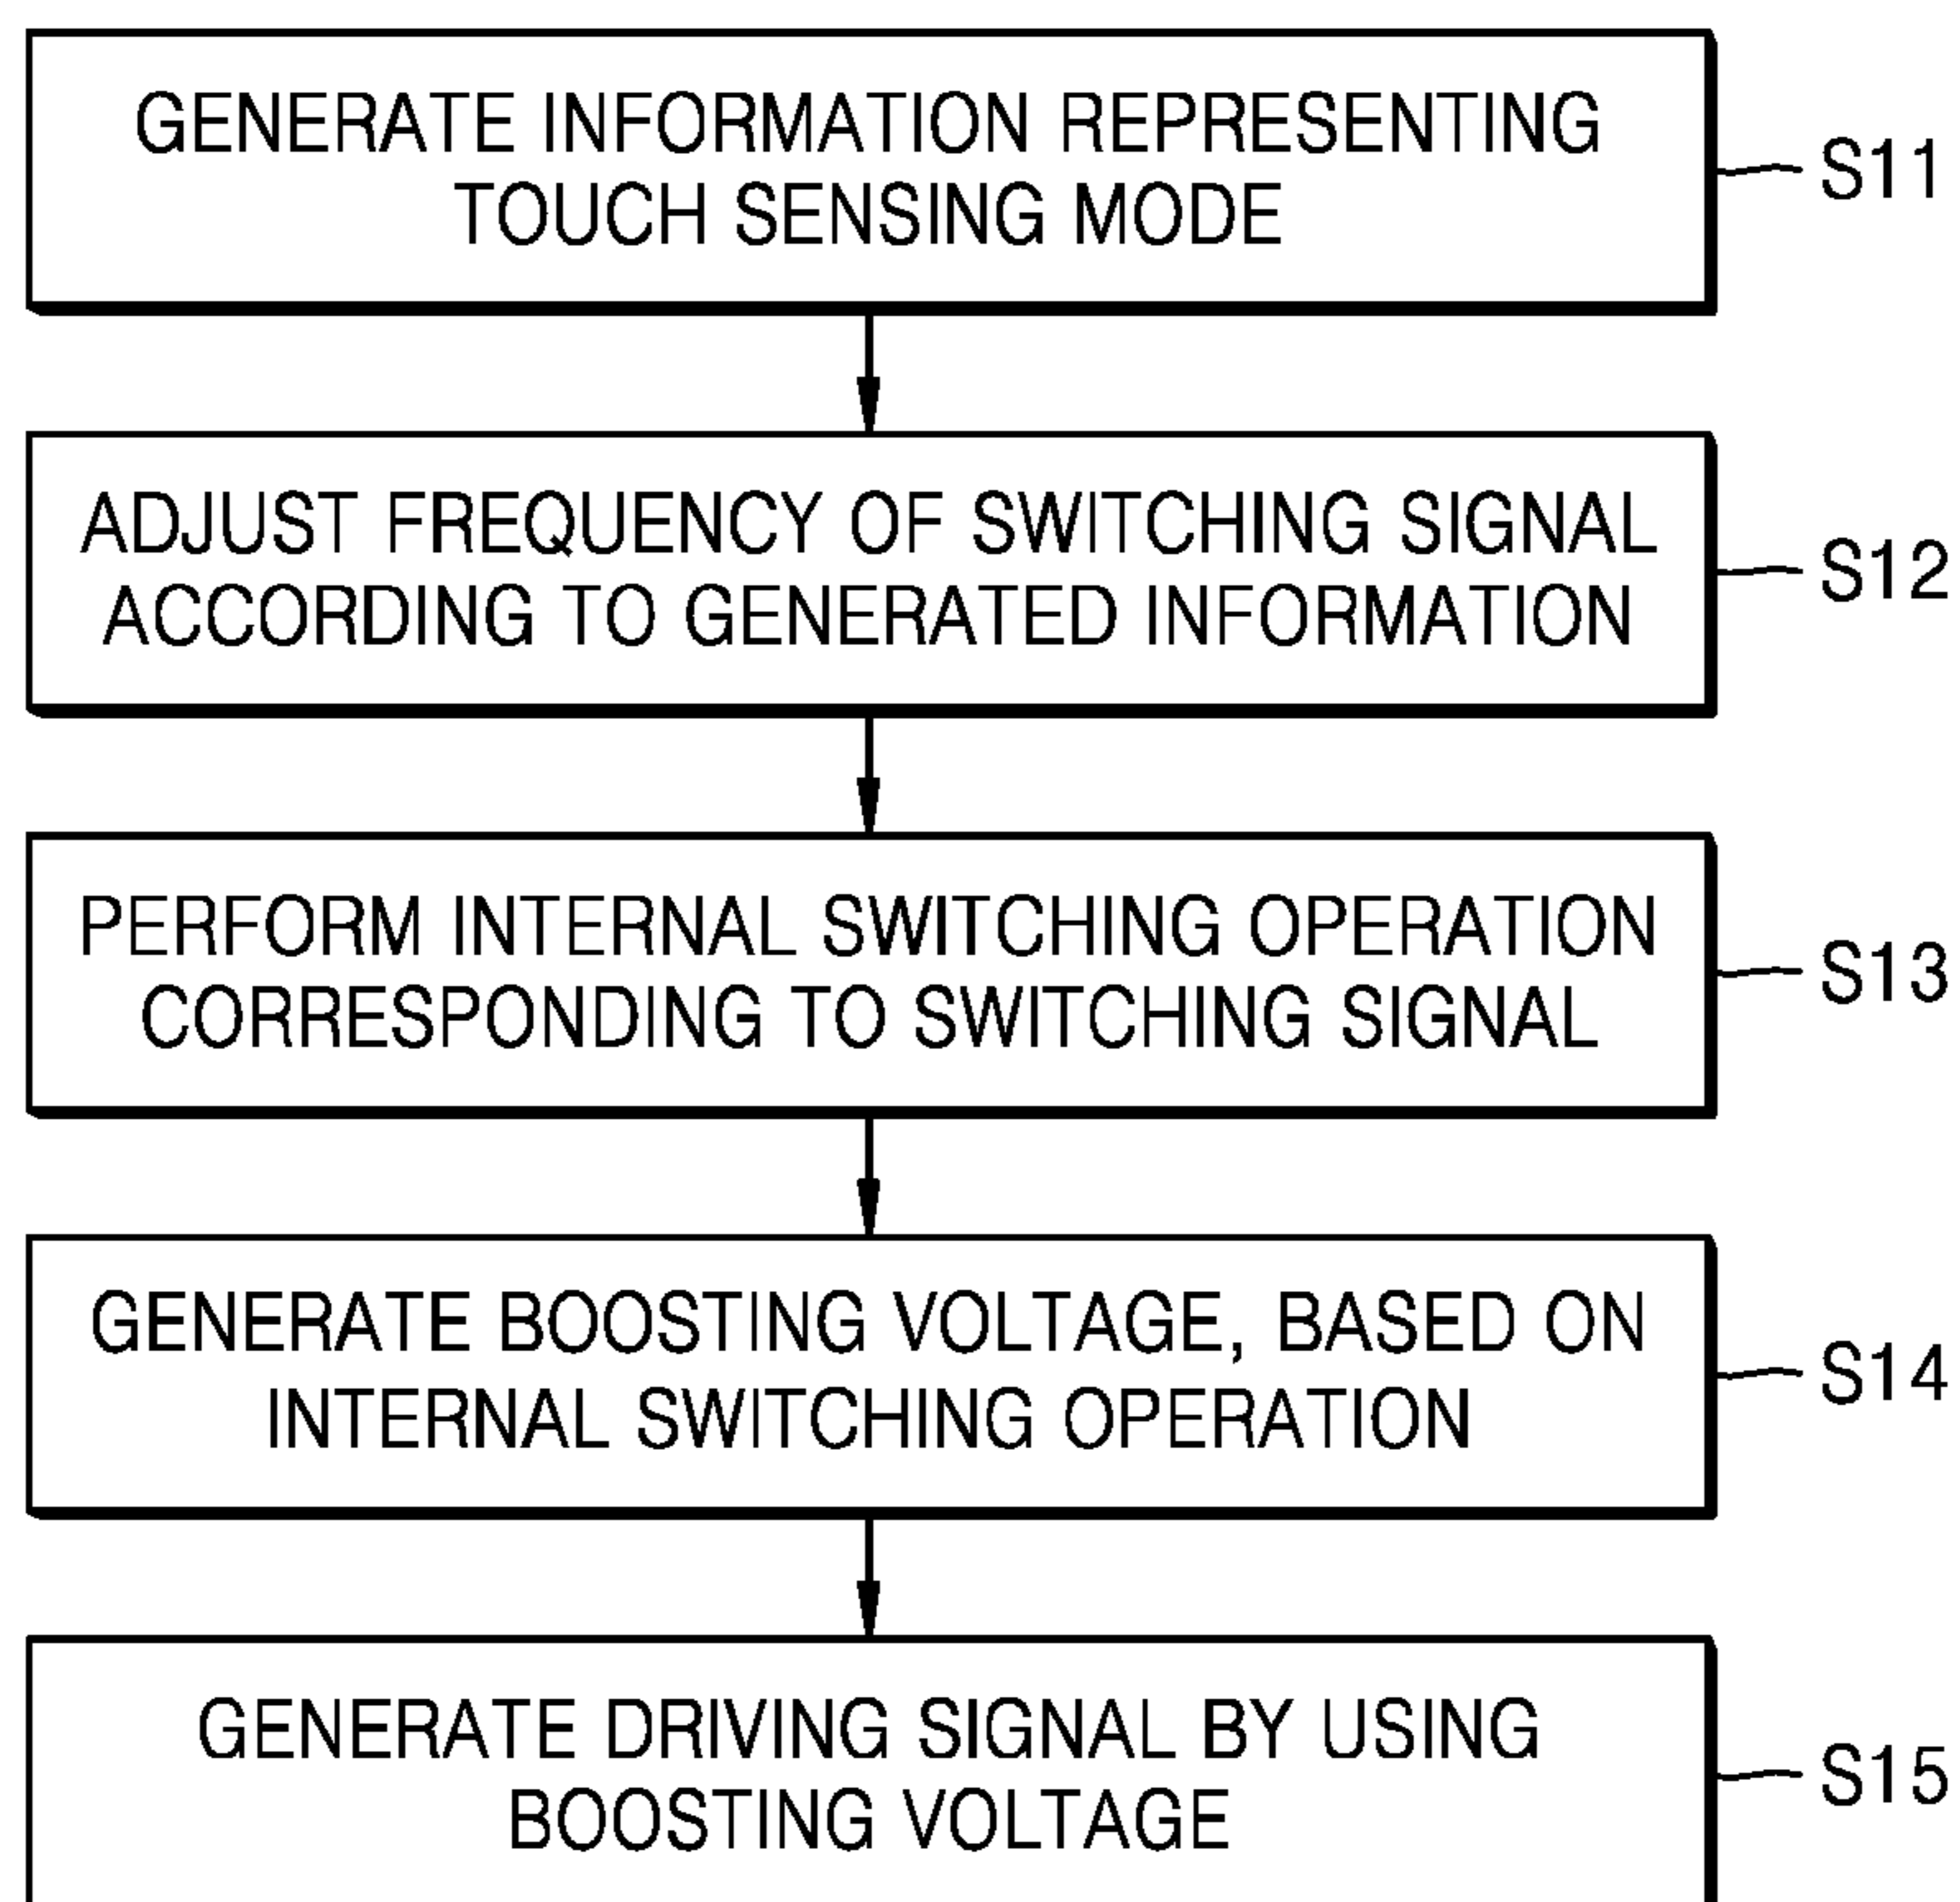 GENERATE INFORMATION REPRESENTING
TOUCH SENSING MODE
S11
ADJUST FREQUENCY OF SWITCHING SIGNAL
ACCORDING TO GENERATED INFORMATION
S12
PERFORM INTERNAL SWITCHING OPERATION
CORRESPONDING TO SWITCHING SIGNAL
S13
GENERATE BOOSTING VOLTAGE, BASED ON
INTERNAL SWITCHING OPERATION
S14
GENERATE DRIVING SIGNAL BY USING
BOOSTING VOLTAGE
S15